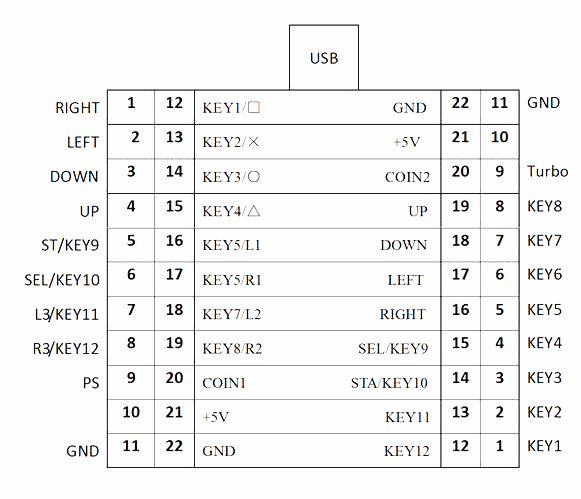 USB
RIGHT 1 12 KEY1/□ GND 22 11 GND
LEFT 2 13 KEY2/× +5V 21 10
DOWN 3 14 KEY3/○ COIN2 20 9 Turbo
UP 4 15 KEY4/△ UP 19 8 KEY8
ST/KEY9 5 16 KEY5/L1 DOWN 18 7 KEY7
SEL/KEY10 6 17 KEY5/R1 LEFT 17 6 KEY6
L3/KEY11 7 18 KEY7/L2 RIGHT 16 5 KEY5
R3/KEY12 8 19 KEY8/R2 SEL/KEY9 15 4 KEY4
PS 9 20 COIN1 STA/KEY10 14 3 KEY3
10 21 +5V KEY11 13 2 KEY2
GND 11 22 GND KEY12 12 1 KEY1